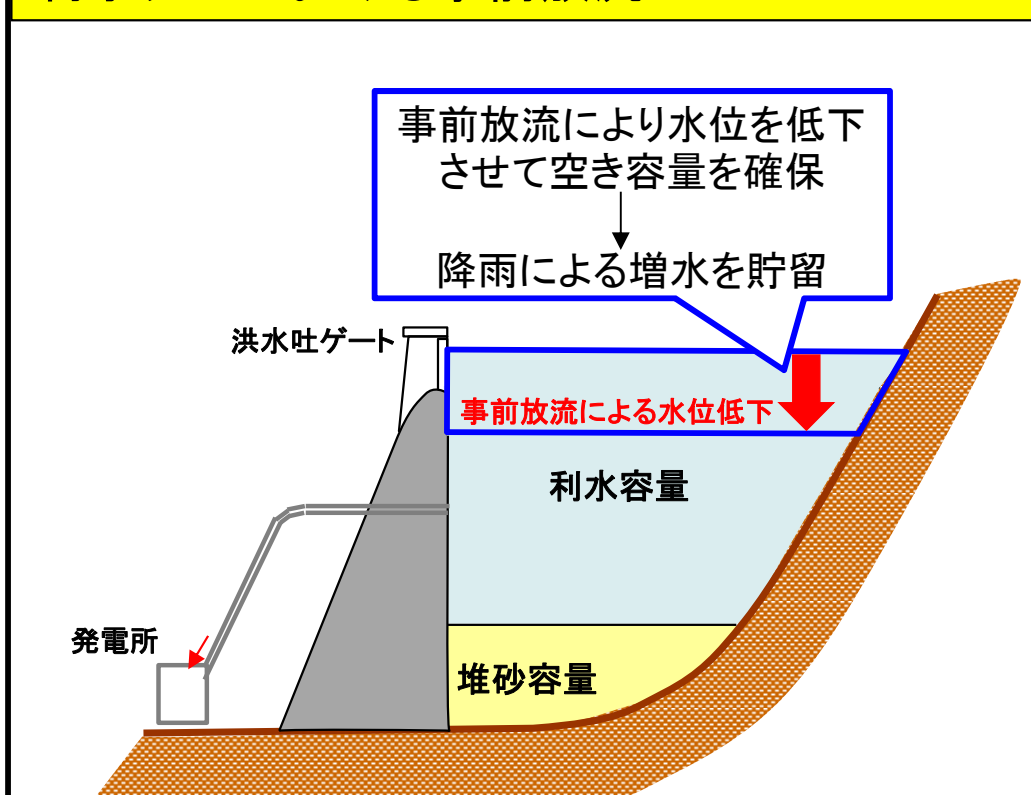 事前放流により水位を低下
させて空き容量を確保
降雨による増水を貯留
洪水吐ゲート
事前放流による水位低下
利水容量
発電所
堆砂容量